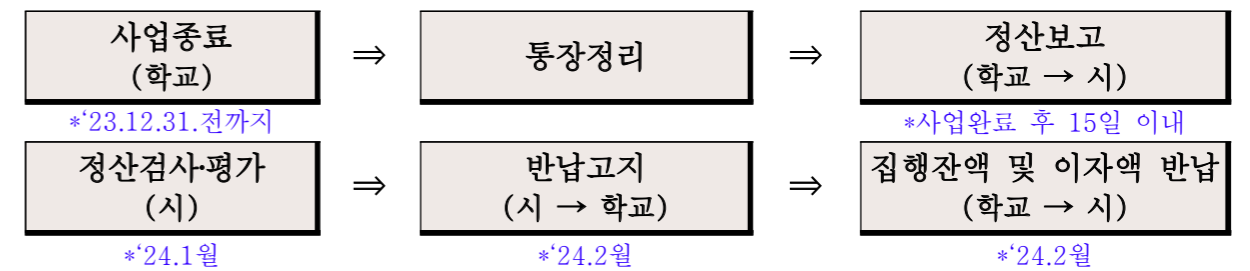 사업종료 ⇒ 통장정리 ⇒ 정산보고
(학교) (학교 → 시)
*‘23.12.31.전까지 *사업완료 후 15일 이내
정산검사·평가 ⇒ 반납고지 ⇒ 집행잔액 및 이자액 반납
(시) (시 → 학교) (학교 → 시)
*‘24.1월 *‘24.2월 *‘24.2월